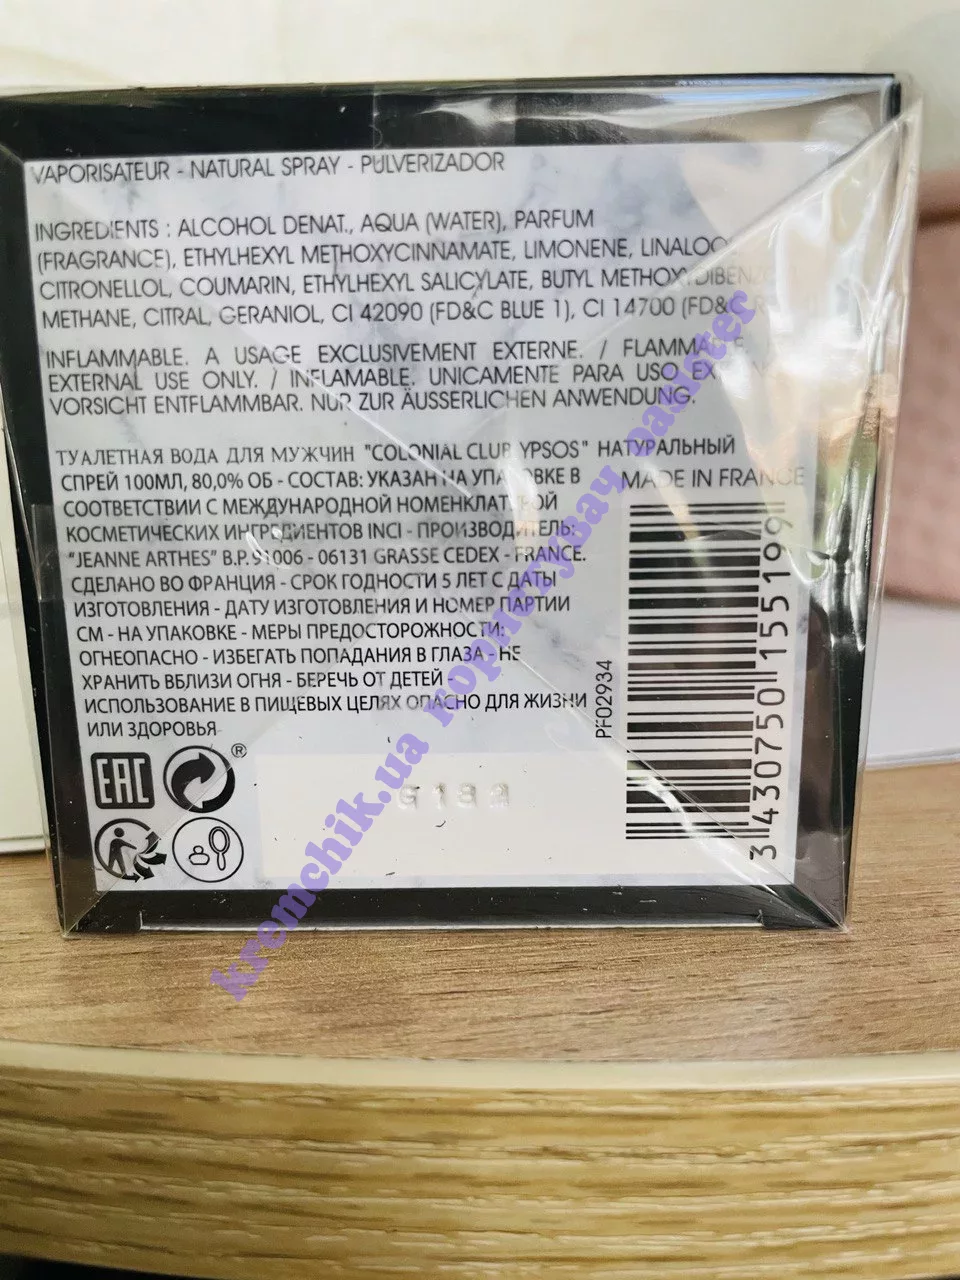 VAPORISATEUR - NATURAL SPRAY - PULVERIZADOR
INGREDIENTS : ALCOHOL DENAT., AQUA (WATER), PARFUM
(FRAGRANCE), ETHYLHEXYL METHOXYCINNAMATE, LIMONENE,
CITRONELLOL, COUMARIN, ETHYLHEXYL SALICYLATE, BUTYL
METHANE, CITRAL, GERANIOL, CI 42090 (FD&C BLUE 1), CI 14700
INFLAMMABLE. A USAGE EXCLUSIVEMENT EXTERNE. /
EXTERNAL USE ONLY. / INFLAMABLE. UNICAMENTE PARA USO
VORSICHT ENTFLAMMBAR. NUR ZUR ÄUSSERLICHEN ANWENDUNG.
ТУАЛЕТНАЯ ВОДА ДЛЯ МУЖЧИН "COLONIAL CLUB YPSOS" НАТУРАЛЬНЫЙ
СПРЕЙ 100МЛ, 80,0% ОБ - СОСТАВ: УКАЗАН НА УПАКОВКЕ В
СООТВЕТСТВИИ С МЕЖДУНАРОДНОЙ НОМЕНКЛАТУРОЙ
КОСМЕТИЧЕСКИХ ИНГРЕДИЕНТОВ INCI - ПРОИЗВОДИТЕЛЬ:
"JEANNE ARTHES" B.P. 91006 - 06131 GRASSE CEDEX - FRANCE.
СДЕЛАНО ВО ФРАНЦИЯ - СРОК ГОДНОСТИ 5 ЛЕТ С ДАТЫ
ИЗГОТОВЛЕНИЯ - ДАТУ ИЗГОТОВЛЕНИЯ И НОМЕР ПАРТИИ
СМ - НА УПАКОВКЕ - МЕРЫ ПРЕДОСТОРОЖНОСТИ:
ОГНЕОПАСНО - ИЗБЕГАТЬ ПОПАДАНИЯ В ГЛАЗА - НЕ
ХРАНИТЬ ВБЛИЗИ ОГНЯ - БЕРЕЧЬ ОТ ДЕТЕЙ -
ИСПОЛЬЗОВАНИЕ В ПИЩЕВЫХ ЦЕЛЯХ ОПАСНО ДЛЯ ЖИЗНИ
ИЛИ ЗДОРОВЬЯ
MADE IN FRANCE
PF02934
3430750155199
EAC
®
kremchik.ua користувач